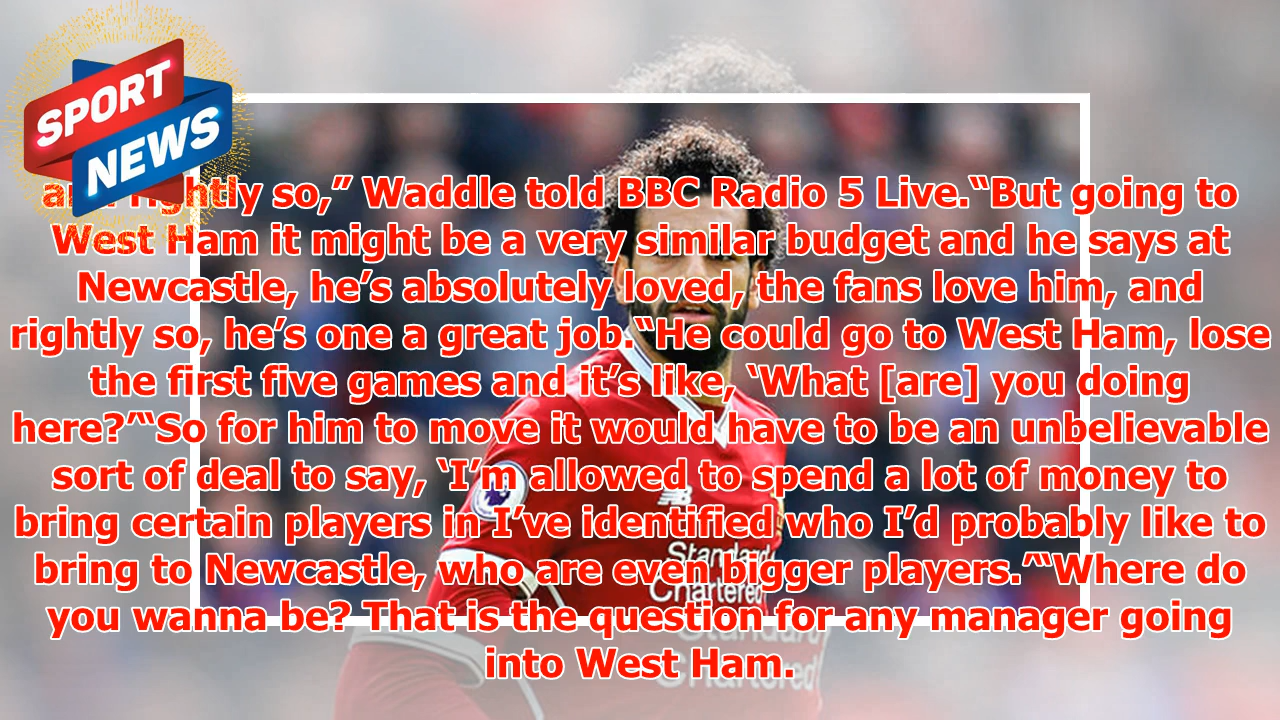 SPORT
NEWS
rightly so,” Waddle told BBC Radio 5 Live.“But going to
West Ham it might be a very similar budget and he says at
Newcastle, he’s absolutely loved, the fans love him, and
rightly so, he’s one a great job.“He could go to West Ham, lose
the first five games and it’s like, ‘What [are] you doing
here?’“So for him to move it would have to be an unbelievable
sort of deal to say, ‘I’m allowed to spend a lot of money to
bring certain players in I’ve identified who I’d probably like to
bring to Newcastle, who are even bigger players.’“Where do
you wanna be? That is the question for any manager going
into West Ham.
NB
Standard
Chartered
Standard
Chartered